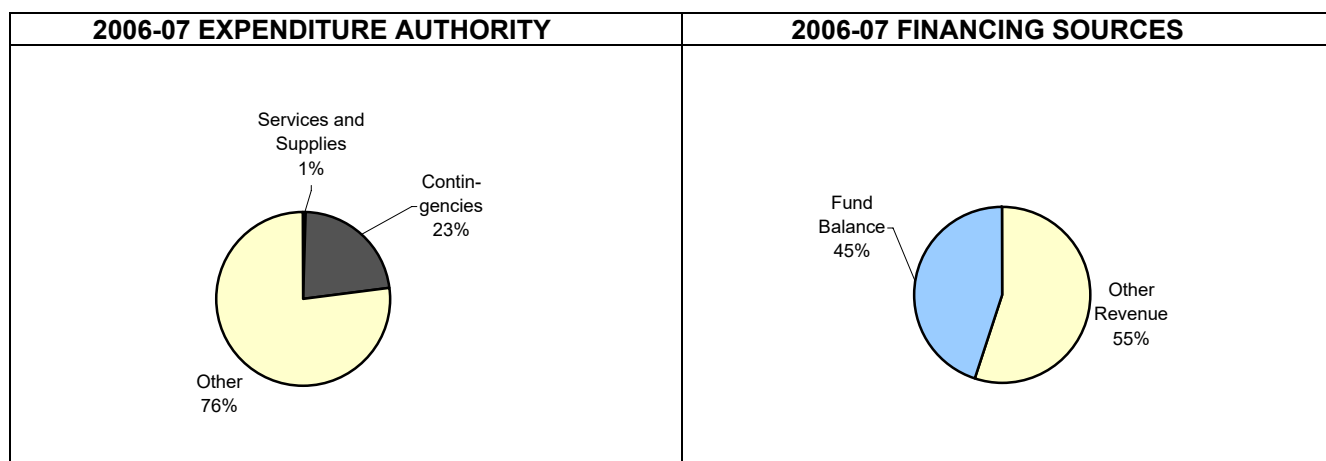 2006-07 EXPENDITURE AUTHORITY
Services and
Supplies
1%
Contin-
gencies
23%
Other
76%
2006-07 FINANCING SOURCES
Fund
Balance
45%
Other
Revenue
55%